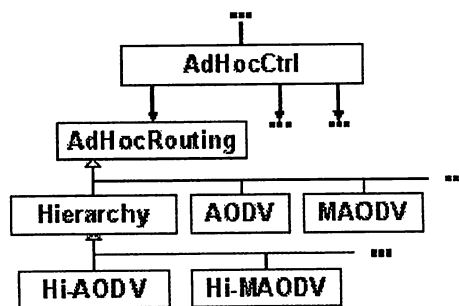 ...
AdHocCtrl
... ...
AdHocRouting
...
Hierarchy AODV MAODV
...
Hi-AODV Hi-MAODV